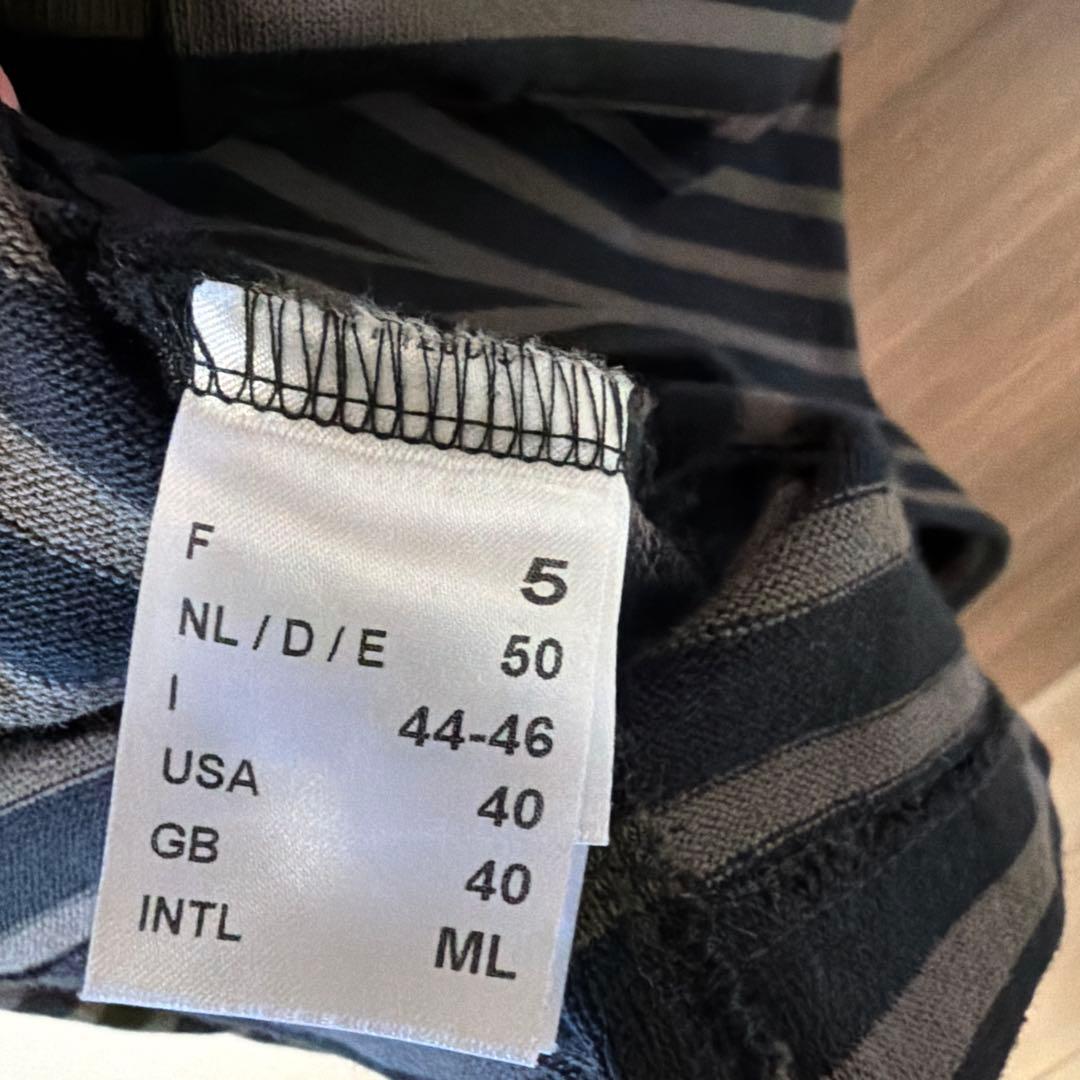 F 5
NL / D / E 50
I 44-46
USA 40
GB 40
INTL ML